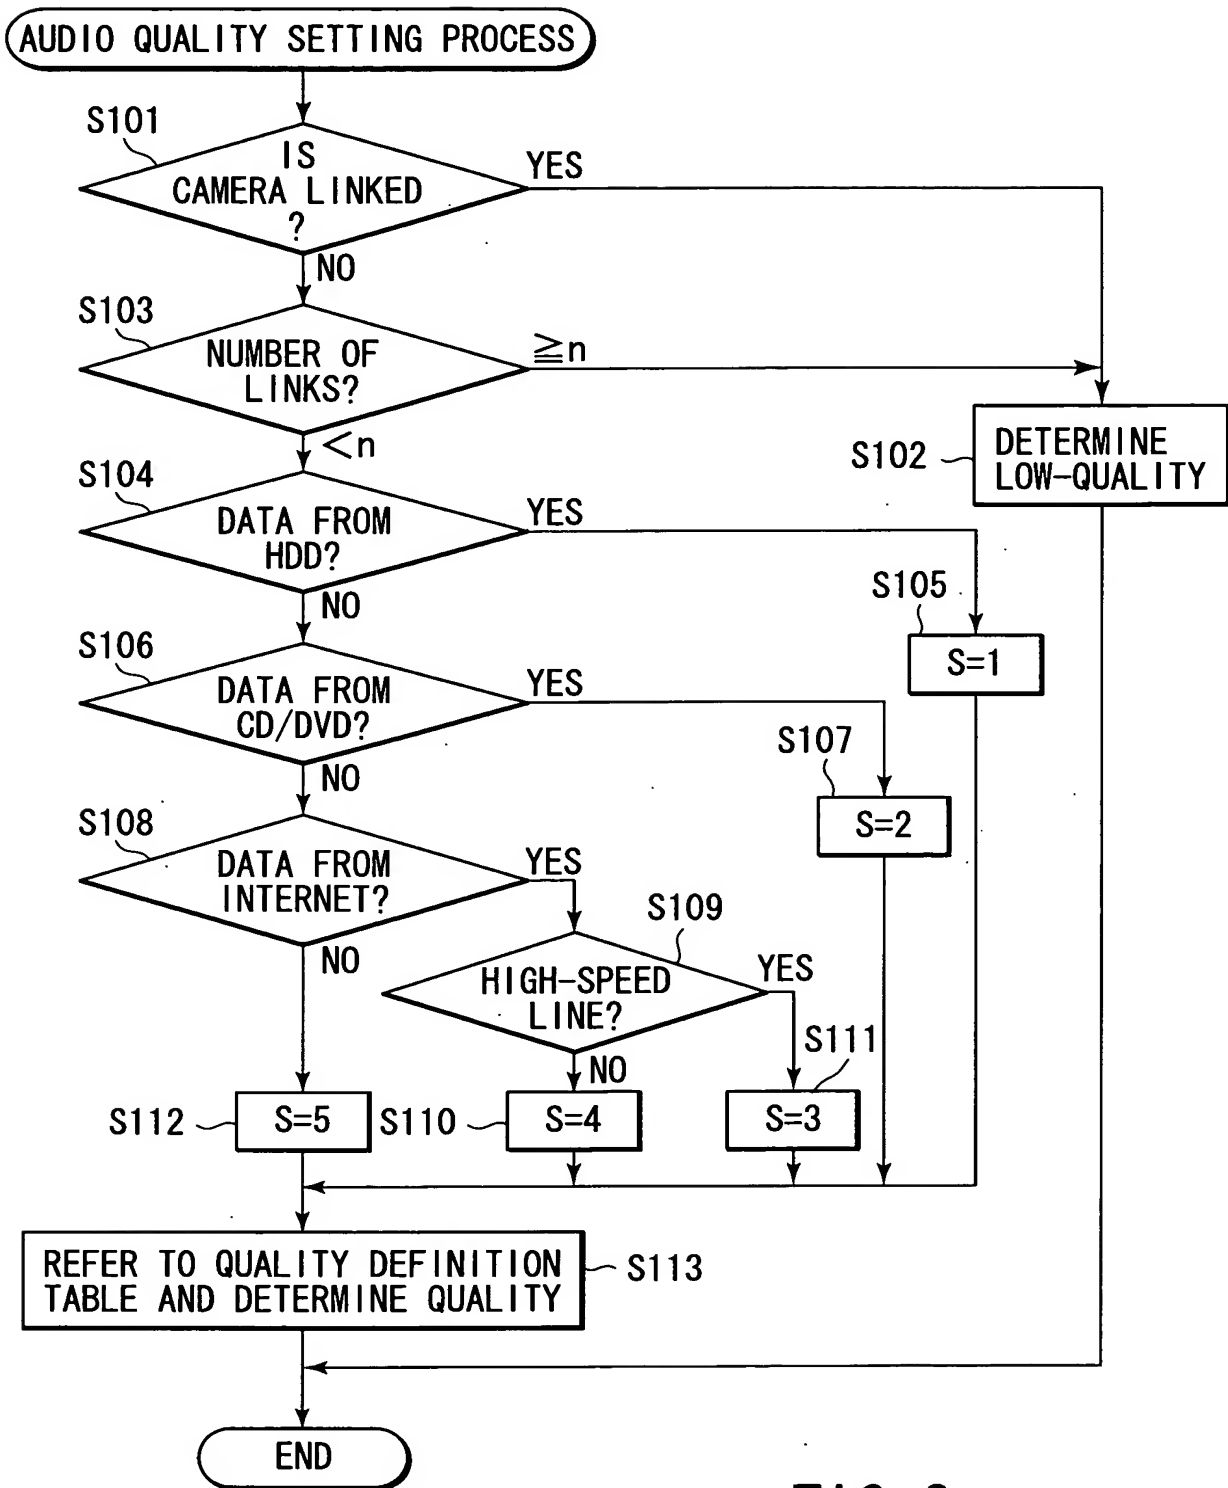 AUDIO QUALITY SETTING PROCESS
S101
IS
CAMERA LINKED
?
YES
NO
S103
NUMBER OF
LINKS?
≧n
<n
S102
DETERMINE
LOW-QUALITY
S104
DATA FROM
HDD?
YES
NO
S105
S=1
S106
DATA FROM
CD/DVD?
YES
NO
S107
S=2
S108
DATA FROM
INTERNET?
YES
NO
S109
HIGH-SPEED
LINE?
YES
NO
S111
S112
S=5
S110
S=4
S=3
REFER TO QUALITY DEFINITION
TABLE AND DETERMINE QUALITY
S113
END